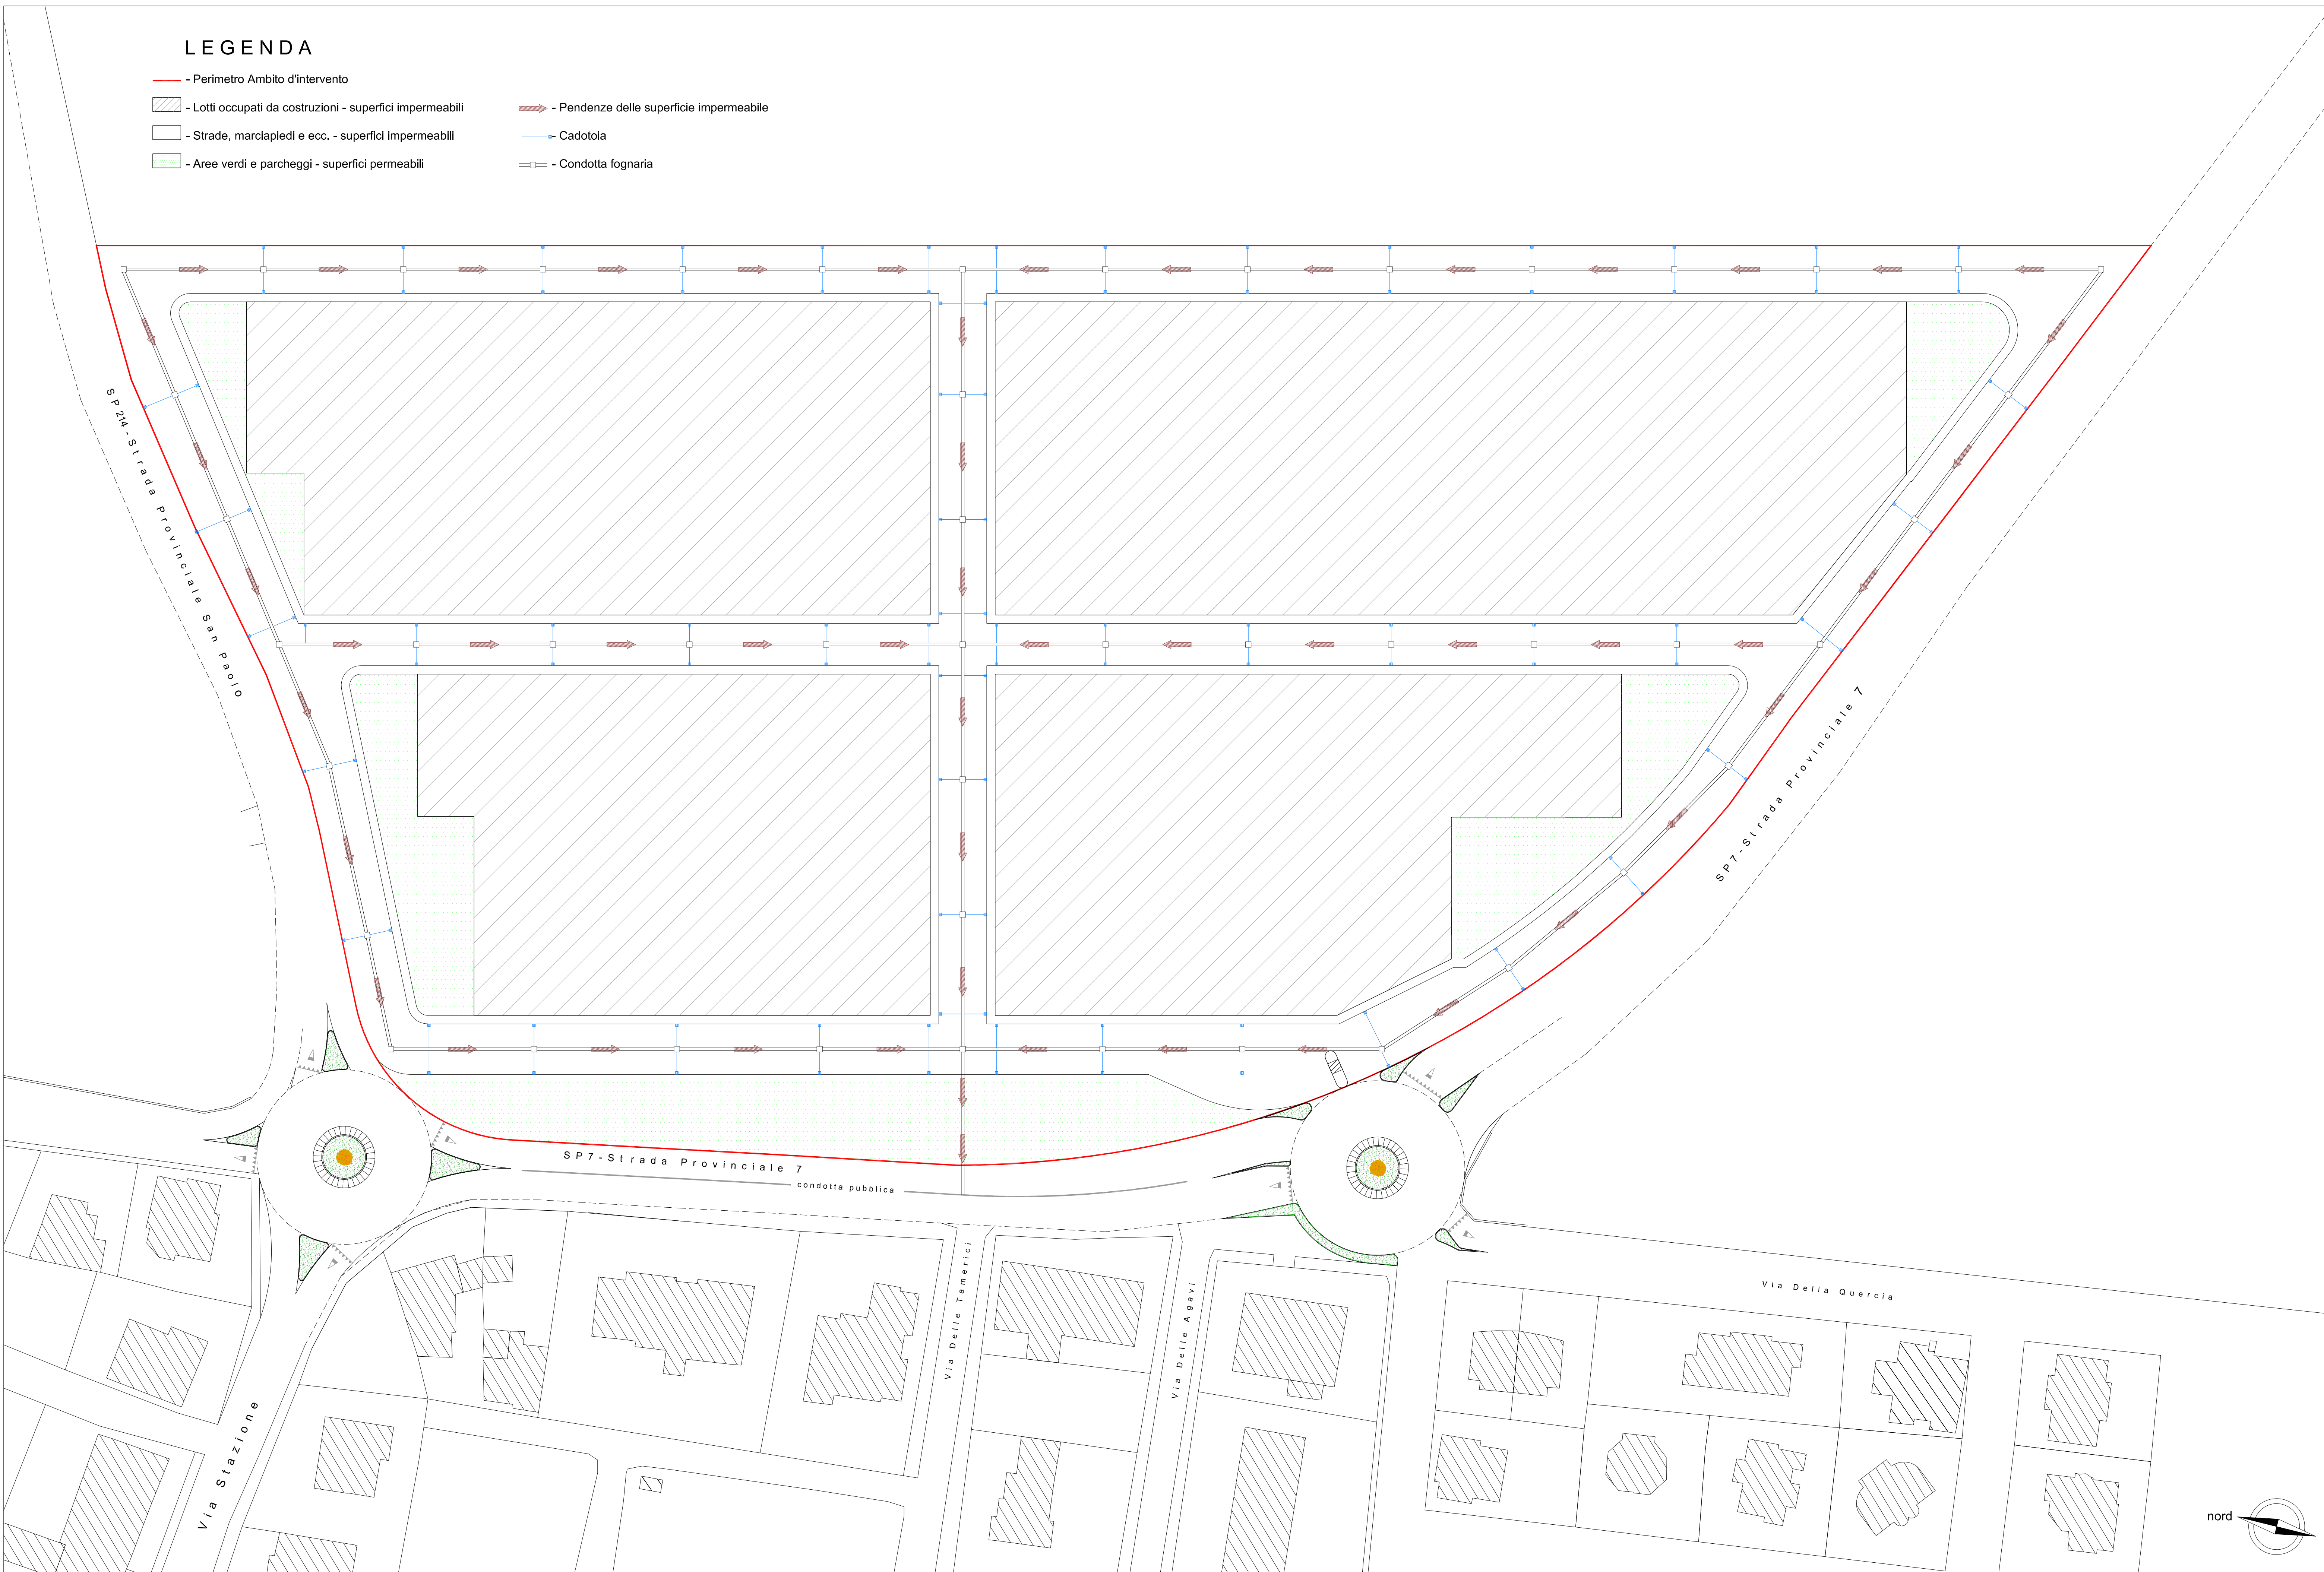 LEGENDA
- Perimetro Ambito d'intervento
- Lotti occupati da costruzioni - superfici impermeabili
- Strade, marciapiedi e ecc. - superfici impermeabili
- Aree verdi e parcheggi - superfici permeabili
- Pendenze delle superficie impermeabile
- Cadotoia
- Condotta fognaria
SP 214 - Strada Provinciale San Paolo
SP7-Strada Provinciale 7
SP7-Strada Provinciale 7
condotta pubblica
Via Delle Tamerici
Via Delle Agavi
Via Della Quercia
Via Stazione
nord